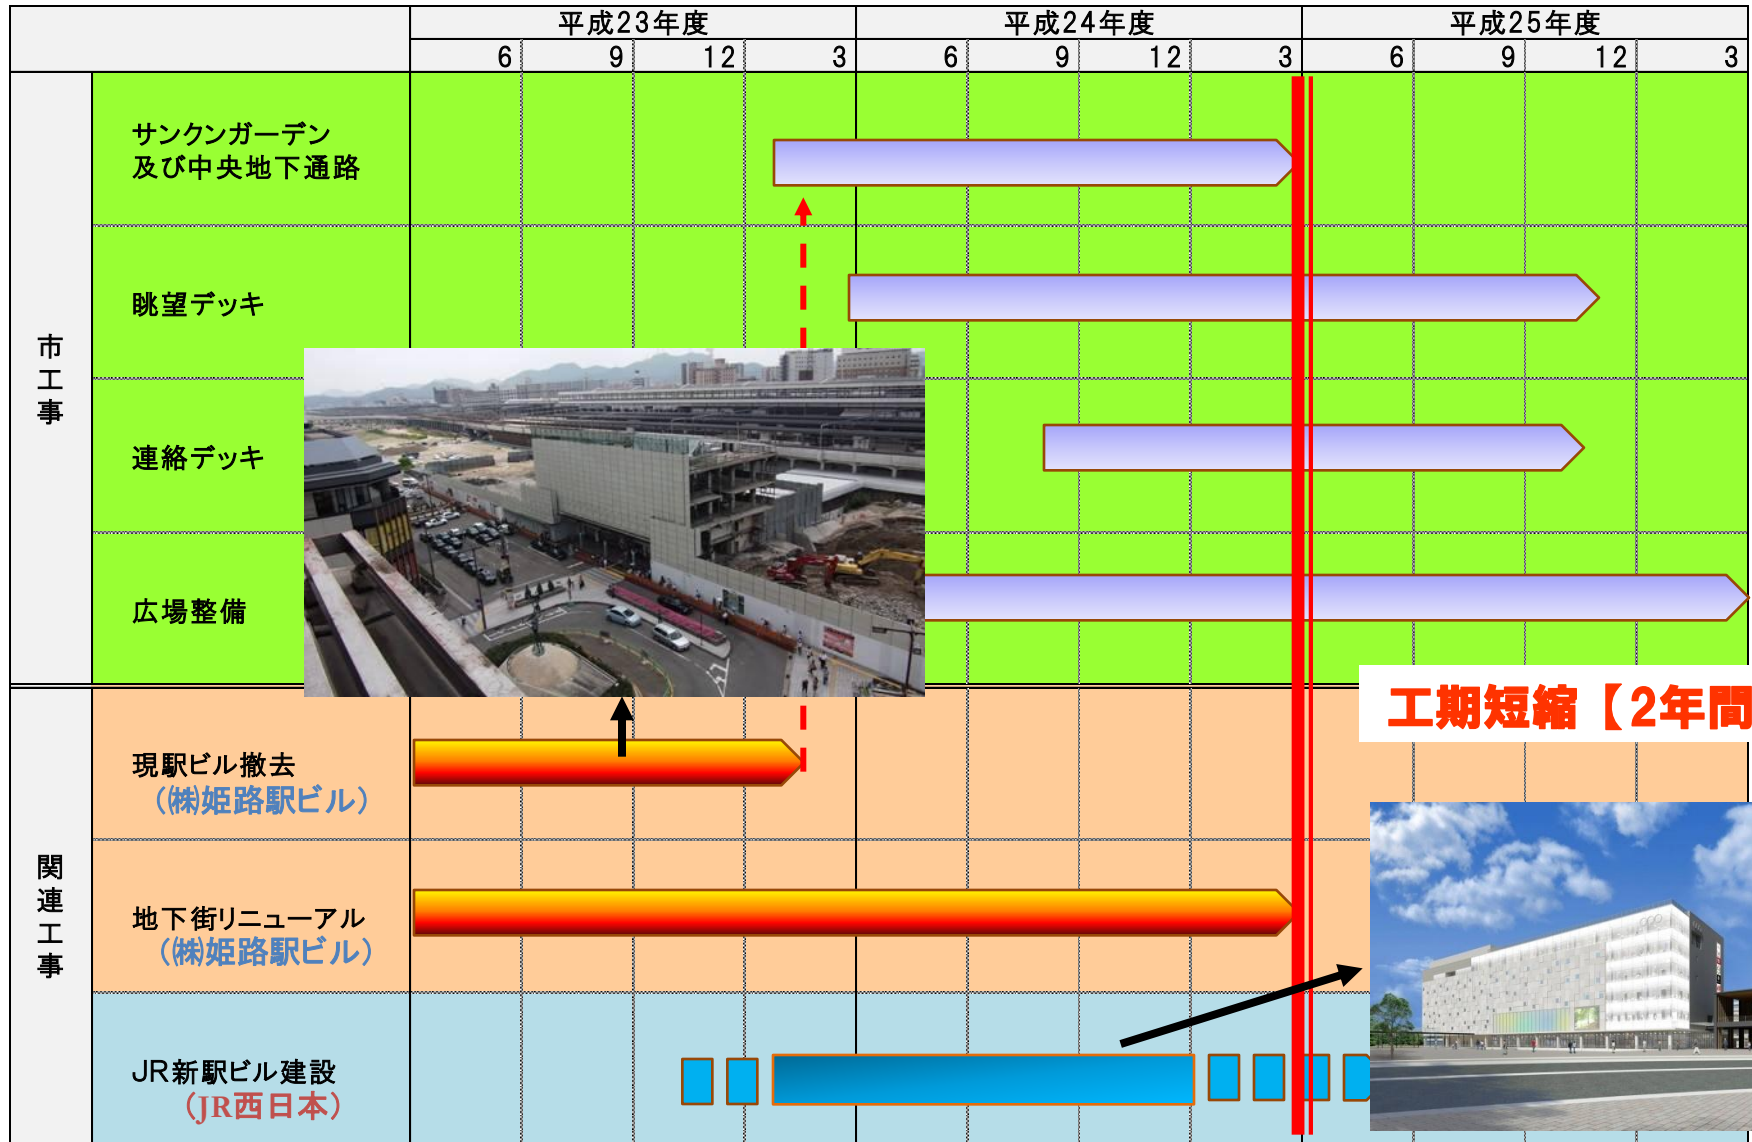 平成23年度 平成24年度 平成25年度
6 9 12 3 6 9 12 3 6 9 12 3
市工事
サンクンガーデン
及び中央地下通路
眺望デッキ
連絡デッキ
広場整備
工期短縮【2年間
関連工事
現駅ビル撤去
(㈱姫路駅ビル)
地下街リニューアル
(㈱姫路駅ビル)
JR新駅ビル建設
(JR西日本)